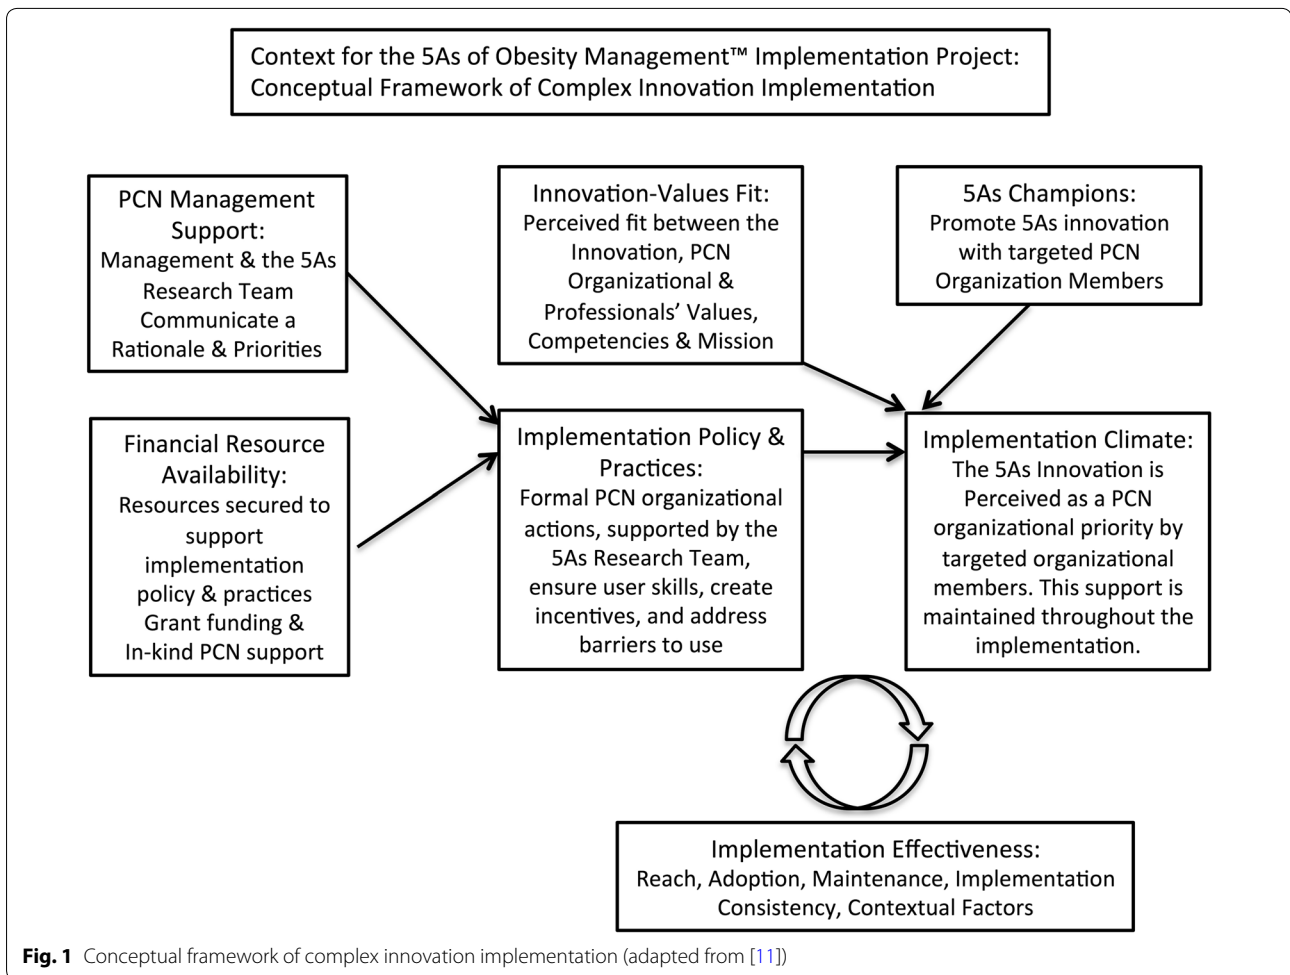 Context for the 5As of Obesity Management™ Implementation Project:
Conceptual Framework of Complex Innovation Implementation
PCN Management
Support:
Management & the 5As
Research Team
Communicate a
Rationale & Priorities
Innovation-Values Fit:
Perceived fit between the
Innovation, PCN
Organizational &
Professionals’ Values,
Competencies & Mission
5As Champions:
Promote 5As innovation
with targeted PCN
Organization Members
Financial Resource
Availability:
Resources secured to
support
implementation
policy & practices
Grant funding &
In-kind PCN support
Implementation Policy &
Practices:
Formal PCN organizational
actions, supported by the
5As Research Team,
ensure user skills, create
incentives, and address
barriers to use
Implementation Climate:
The 5As Innovation is
Perceived as a PCN
organizational priority by
targeted organizational
members. This support is
maintained throughout the
implementation.
Implementation Effectiveness:
Reach, Adoption, Maintenance, Implementation
Consistency, Contextual Factors
Fig. 1 Conceptual framework of complex innovation implementation (adapted from [11])